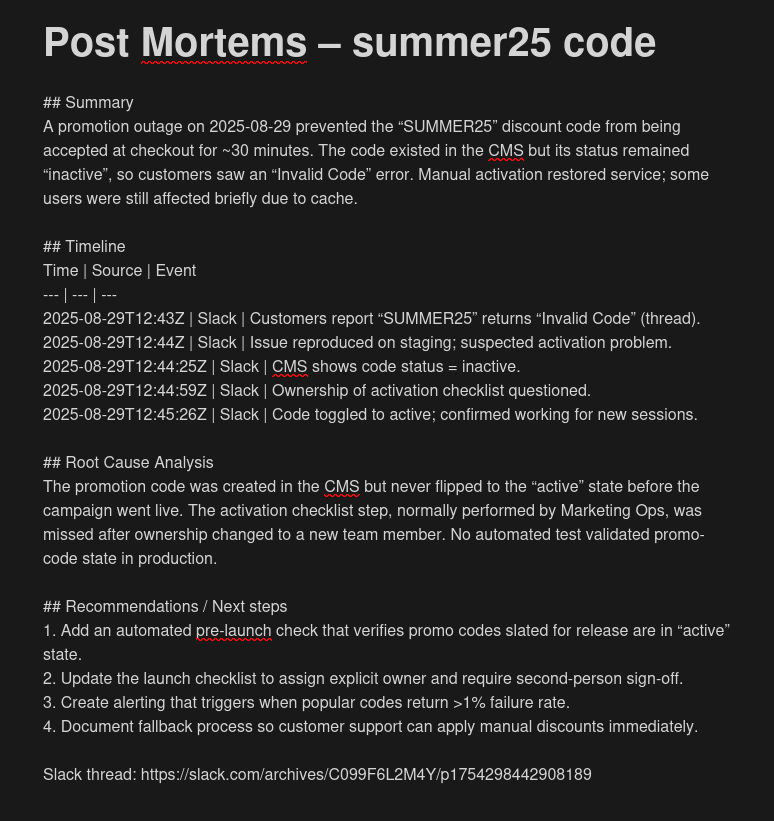 Post Mortems – summer25 code
## Summary
A promotion outage on 2025-08-29 prevented the “SUMMER25” discount code from being
accepted at checkout for ~30 minutes. The code existed in the CMS but its status remained
“inactive”, so customers saw an “Invalid Code” error. Manual activation restored service; some
users were still affected briefly due to cache.
## Timeline
Time | Source | Event
--- | --- | ---
2025-08-29T12:43Z | Slack | Customers report “SUMMER25” returns “Invalid Code” (thread).
2025-08-29T12:44Z | Slack | Issue reproduced on staging; suspected activation problem.
2025-08-29T12:44:25Z | Slack | CMS shows code status = inactive.
2025-08-29T12:44:59Z | Slack | Ownership of activation checklist questioned.
2025-08-29T12:45:26Z | Slack | Code toggled to active; confirmed working for new sessions.
## Root Cause Analysis
The promotion code was created in the CMS but never flipped to the “active” state before the
campaign went live. The activation checklist step, normally performed by Marketing Ops, was
missed after ownership changed to a new team member. No automated test validated promo-
code state in production.
## Recommendations / Next steps
1. Add an automated pre-launch check that verifies promo codes slated for release are in “active”
state.
2. Update the launch checklist to assign explicit owner and require second-person sign-off.
3. Create alerting that triggers when popular codes return >1% failure rate.
4. Document fallback process so customer support can apply manual discounts immediately.
Slack thread: https://slack.com/archives/C099F6L2M4Y/p1754298442908189